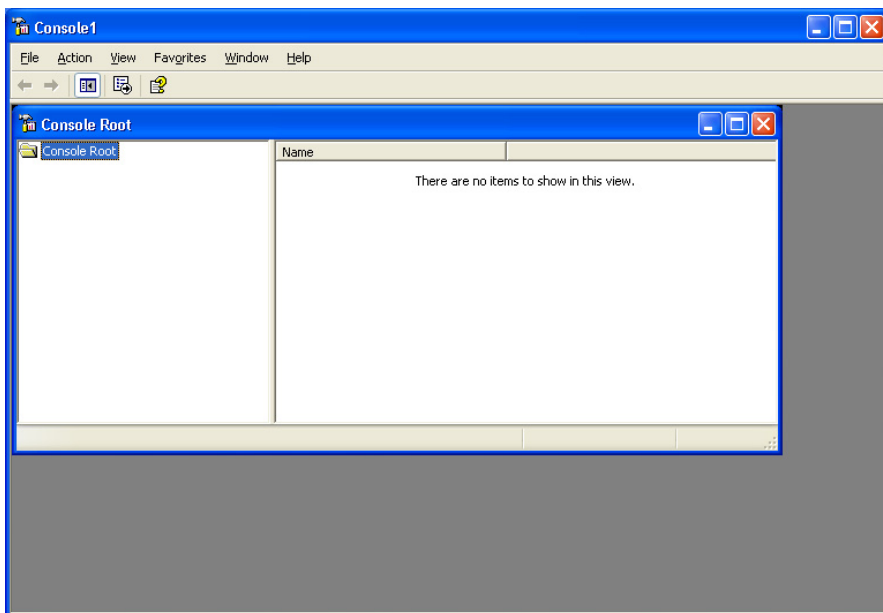 Console1
File Action View Favorites Window Help
Console Root
Console Root
Name
There are no items to show in this view.